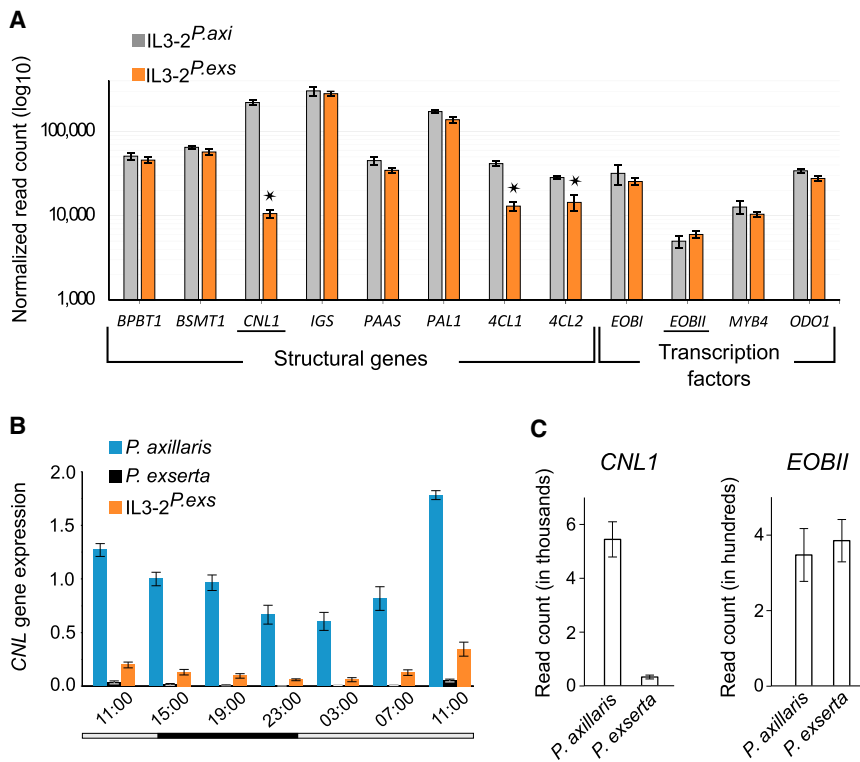 A
IL3-2P.axi
IL3-2P.exs
Normalized read count (log10)
100,000
10,000
1,000
BPBT1 BSMT1 CNL1 IGS PAAS PAL1 4CL1 4CL2 EOBI EOBII MYB4 ODO1
Structural genes
Transcription
factors
B
P. axillaris
P. exserta
IL3-2P.exs
CNL gene expression
2.0
1.5
1.0
0.5
0.0
11:00 15:00 19:00 23:00 03:00 07:00 11:00
C
CNL1
Read count (in thousands)
6
4
2
0
P. axillaris
P. exserta
EOBII
Read count (in hundreds)
4
2
0
P. axillaris
P. exserta